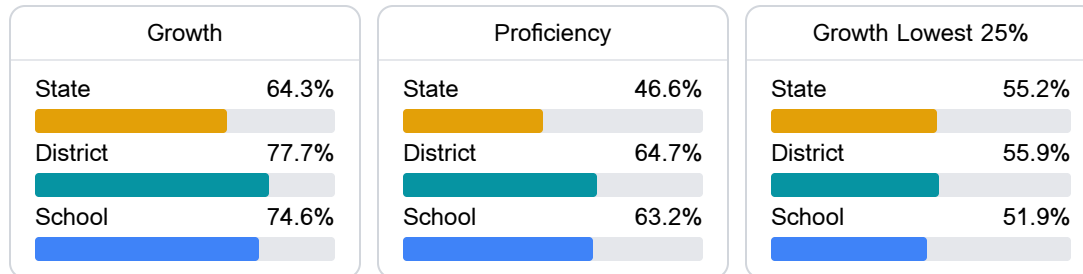 Growth
State 64.3%
District 77.7%
School 74.6%
Proficiency
State 46.6%
District 64.7%
School 63.2%
Growth Lowest 25%
State 55.2%
District 55.9%
School 51.9%